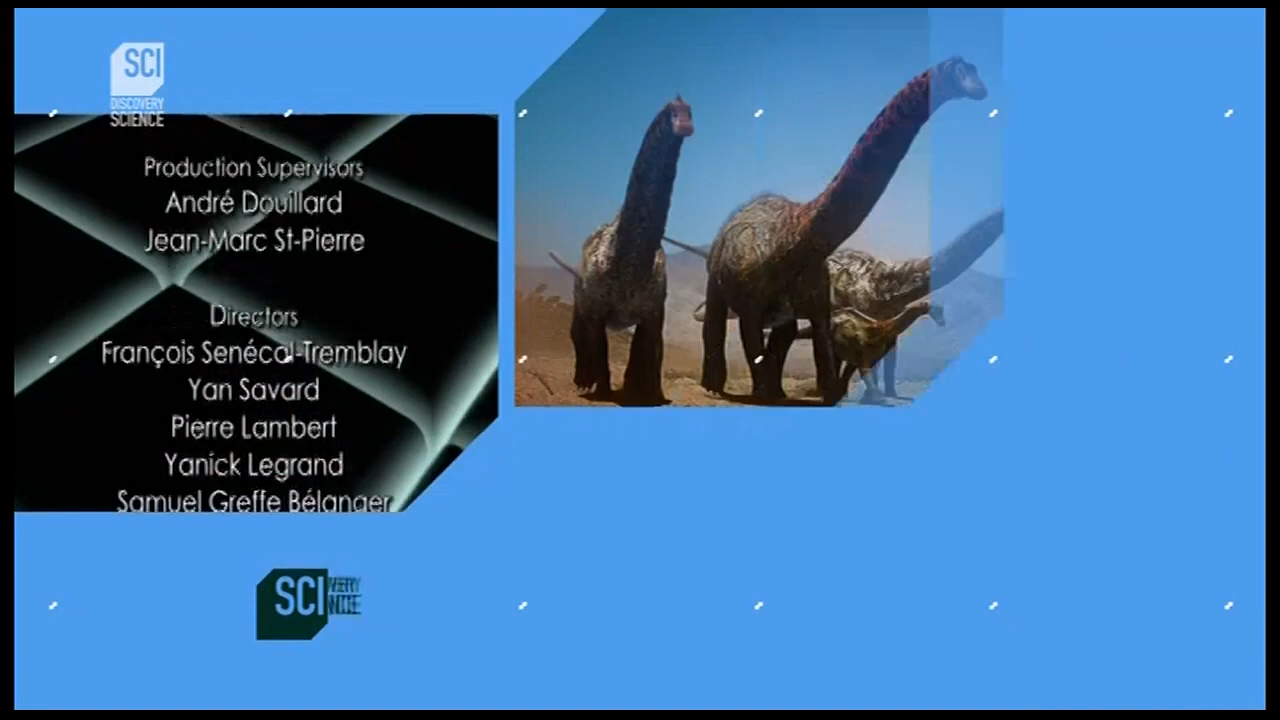 SCI
DISCOVERY
SCIENCE
Production Supervisors
André Douillard
Jean-Marc St-Pierre
Directors
François Senécal-Tremblay
Yan Savard
Pierre Lambert
Yanick Legrand
Samuel Greffe Bélanger
SCI